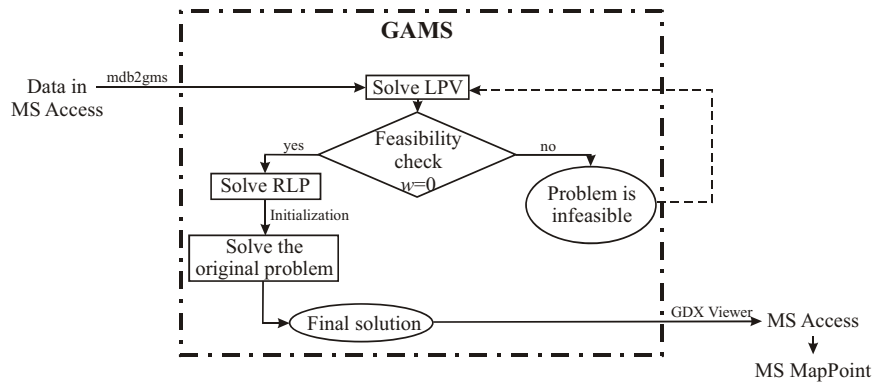 GAMS
mdb2gms
Data in
MS Access
Solve LPV
Feasibility
check
w=0
yes
no
Solve RLP
Problem is
infeasible
Initialization
Solve the
original problem
Final solution
GDX Viewer
MS Access
MS MapPoint